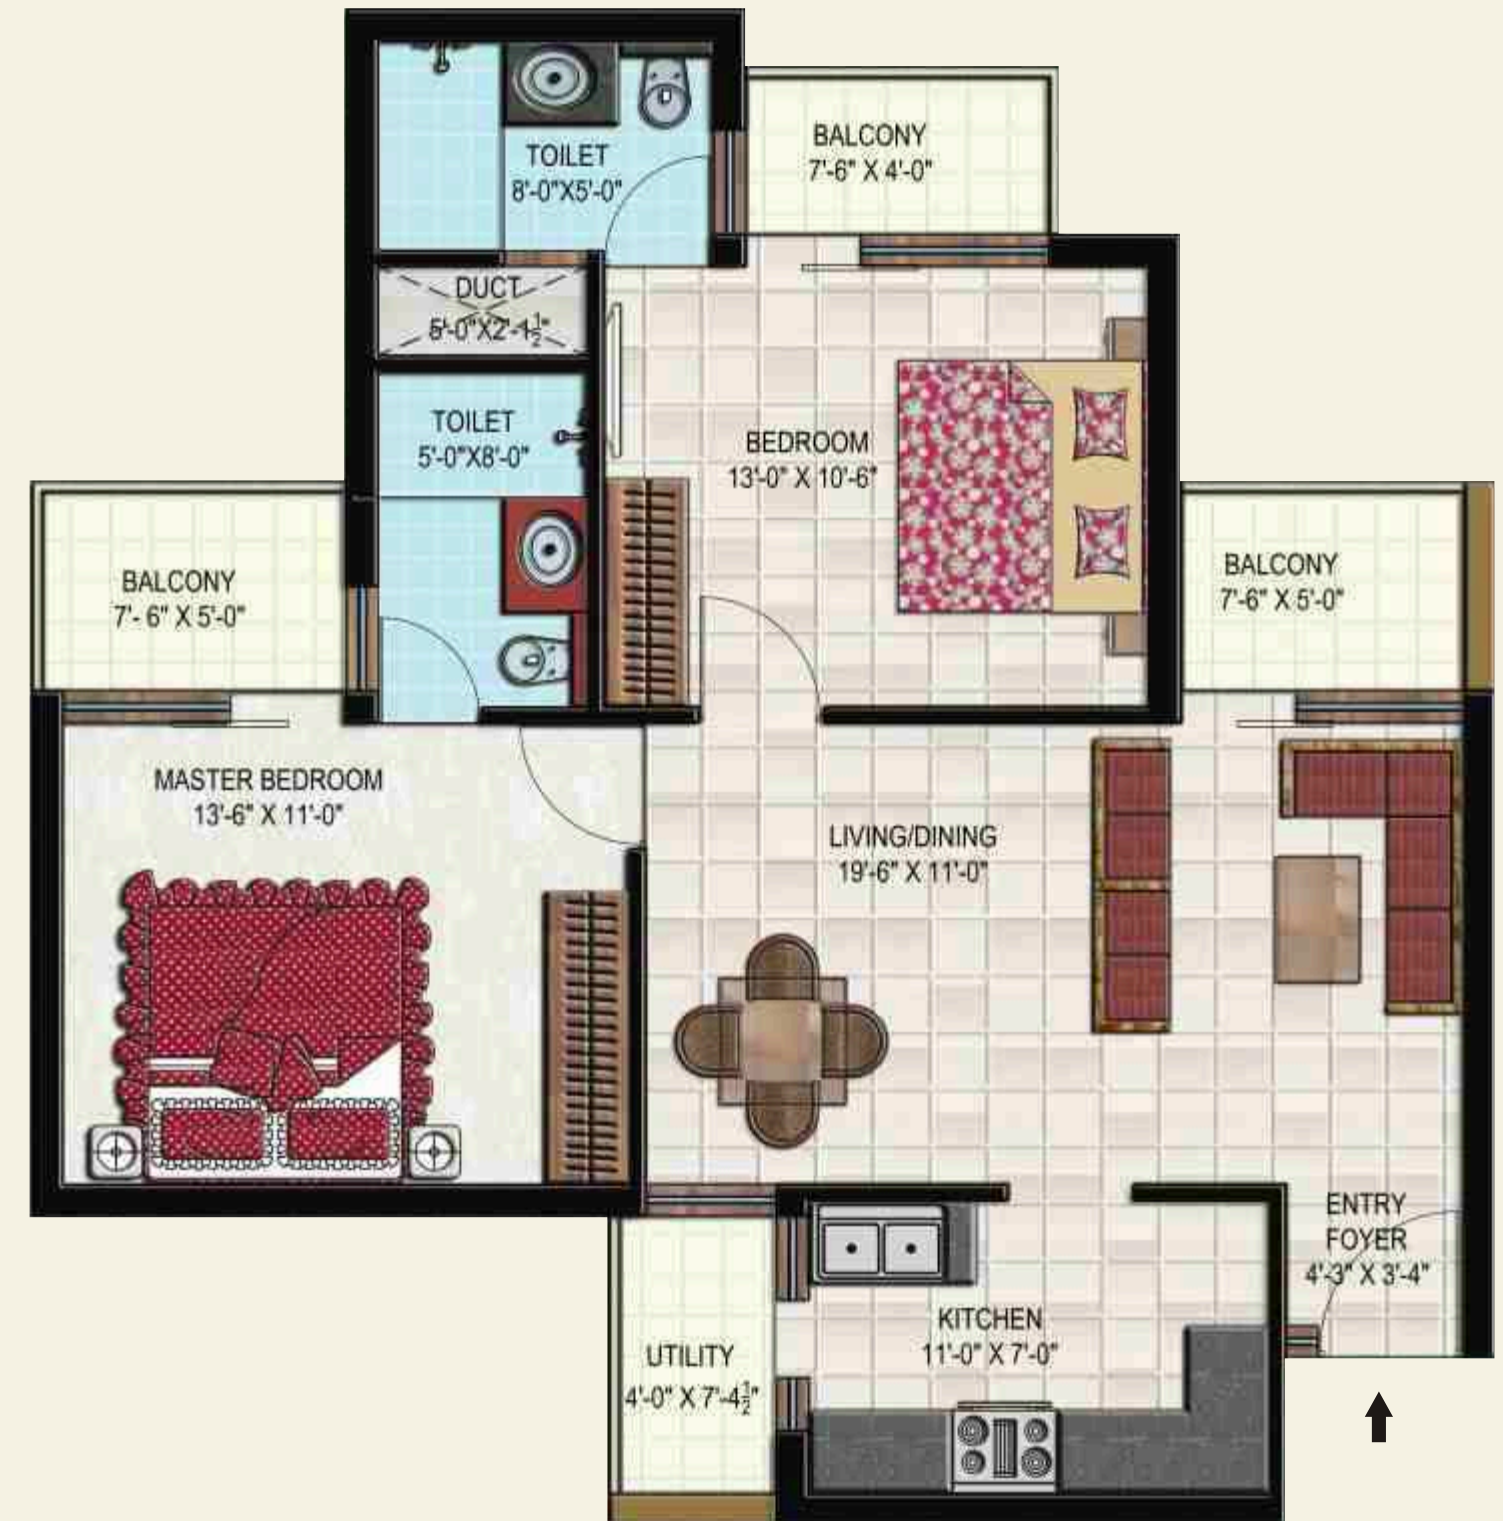 BALCONY
7'-6" X 4'-0"
TOILET
8'-0"X5'-0"
DUCT
5'-0"X2'-1½"
TOILET
5'-0"X8'-0"
BEDROOM
13'-0" X 10'-6"
BALCONY
7'- 6" X 5'-0"
BALCONY
7'-6" X 5'-0"
MASTER BEDROOM
13'-6" X 11'-0"
LIVING/DINING
19'-6" X 11'-0"
ENTRY
FOYER
4'-3" X 3'-4"
KITCHEN
11'-0" X 7'-0"
UTILITY
4'-0" X 7'-4½"